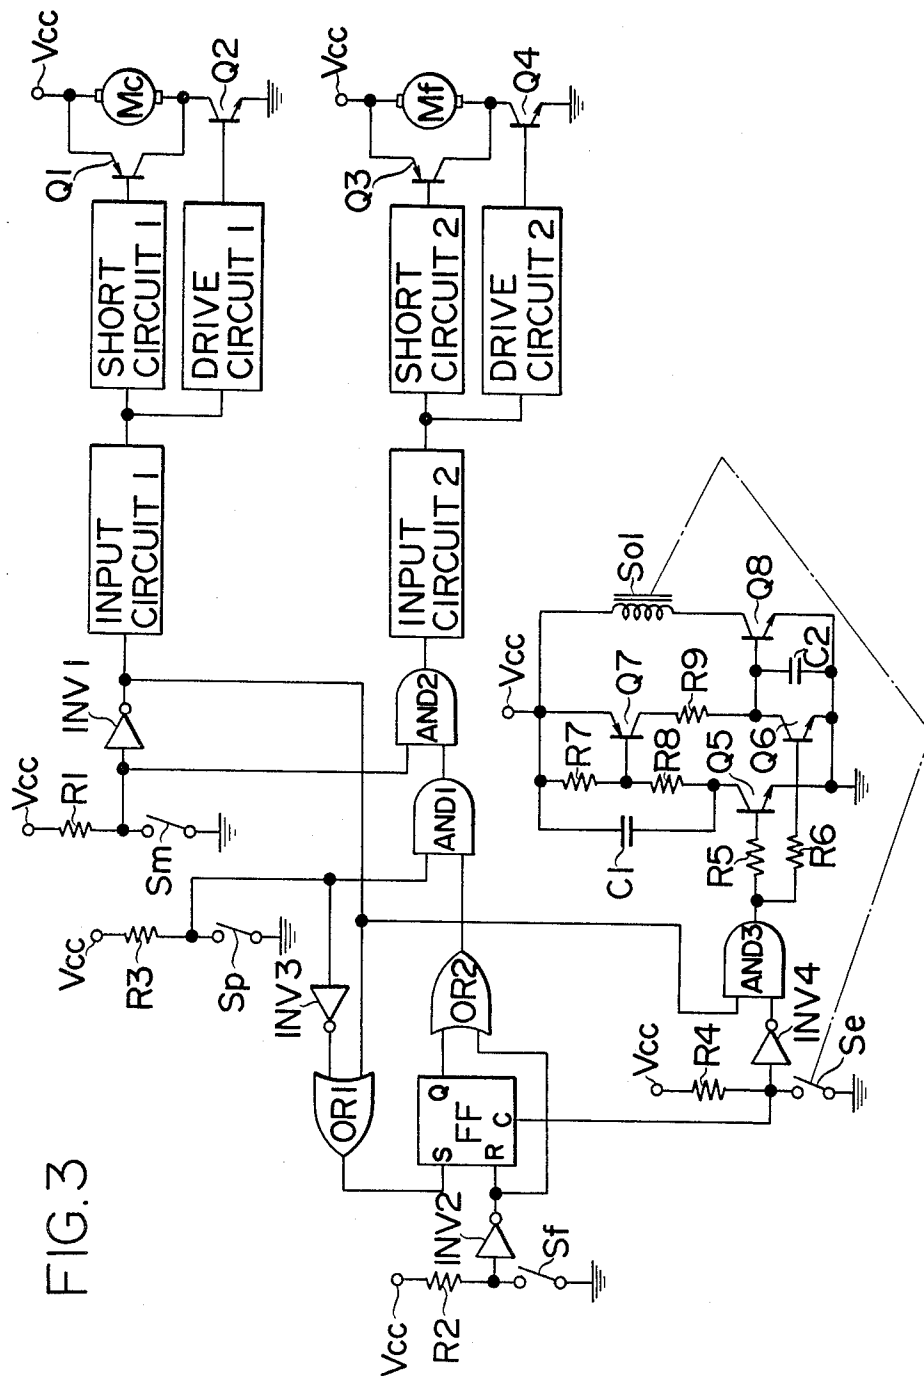 FIG.3
Vcc
R1
Sm
INV1
INPUT
CIRCUIT 1
SHORT
CIRCUIT 1
DRIVE
CIRCUIT 1
Q1
Vcc
Mc
Q2
Vcc
R3
Sp
INV3
OR1
AND1
AND2
INPUT
CIRCUIT 2
SHORT
CIRCUIT 2
DRIVE
CIRCUIT 2
Q3
Vcc
Mf
Q4
Vcc
R2
Sf
INV2
S
Q
FF
R
C
OR2
Vcc
R4
Se
INV4
AND3
R5
R6
C1
R7
R8
Q5
Q6
Vcc
Q7
R9
C2
Q8
Sol